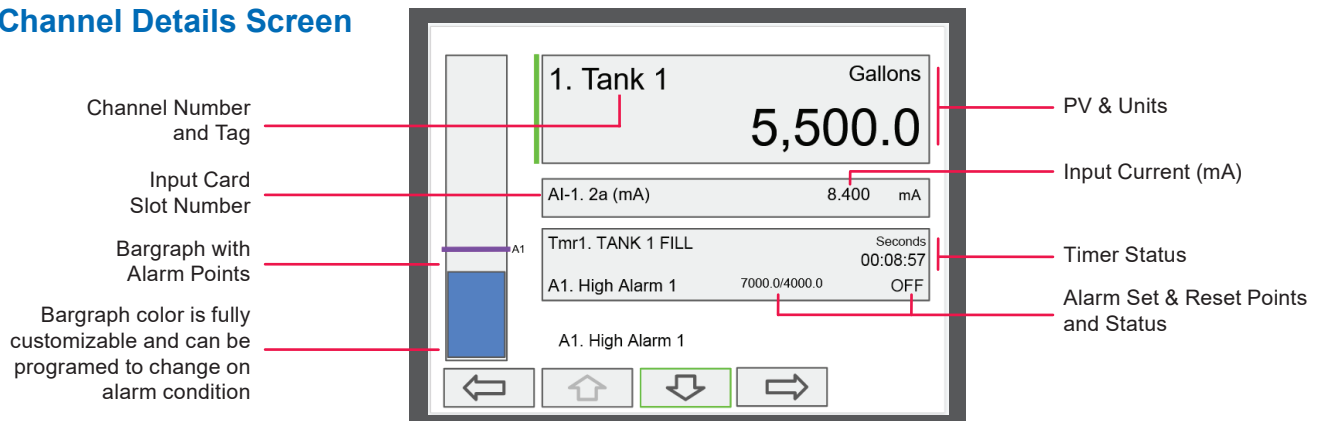 Channel Details Screen
Channel Number
and Tag
Input Card
Slot Number
Bargraph with
Alarm Points
Bargraph color is fully
customizable and can be
programed to change on
alarm condition
1. Tank 1
Gallons
5,500.0
AI-1. 2a (mA)
8.400 mA
A1
Tmr1. TANK 1 FILL
Seconds
00:08:57
A1. High Alarm 1
7000.0/4000.0
OFF
A1. High Alarm 1
PV & Units
Input Current (mA)
Timer Status
Alarm Set & Reset Points
and Status